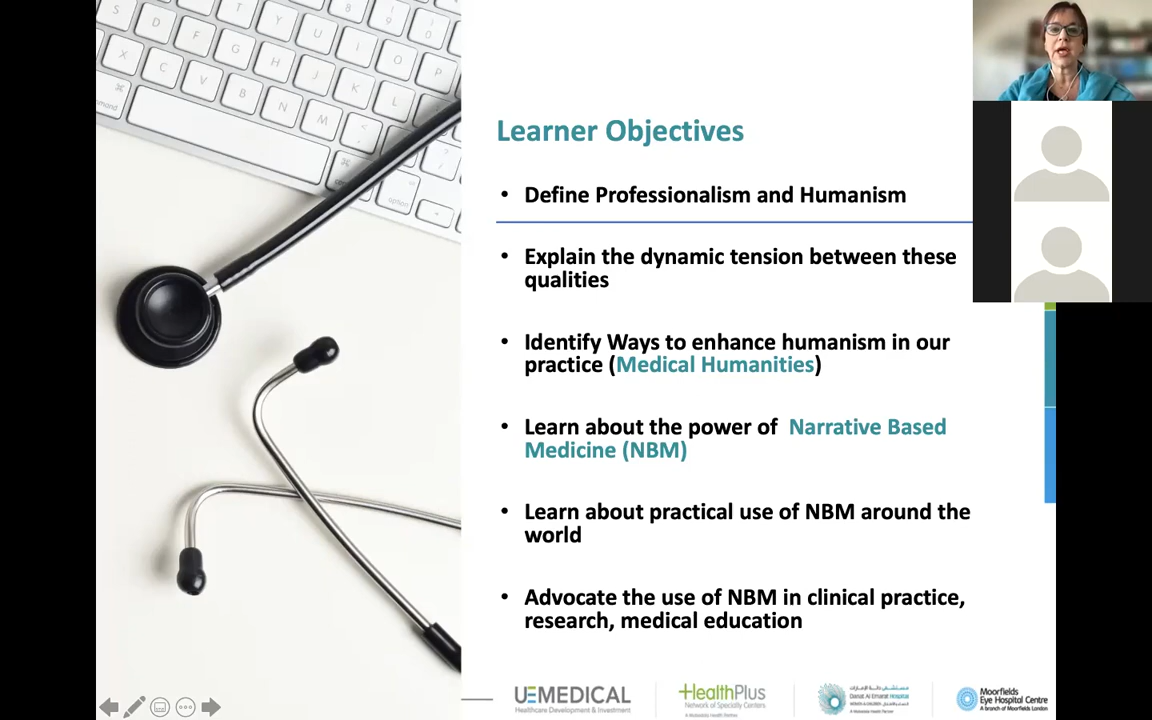 Learner Objectives
• Define Professionalism and Humanism
• Explain the dynamic tension between these
qualities
• Identify Ways to enhance humanism in our
practice (Medical Humanities)
• Learn about the power of Narrative Based
Medicine (NBM)
• Learn about practical use of NBM around the
world
• Advocate the use of NBM in clinical practice,
research, medical education
UEMEDICAL
Healthcare Development & Investment
HealthPlus
Network of Specialty Centers
Danat Al Emarat Hospital
Moorfields
Eye Hospital Centre
A branch of Moorfields London
S D F G T Y H U J I K O L P
X C V B N M
command
option